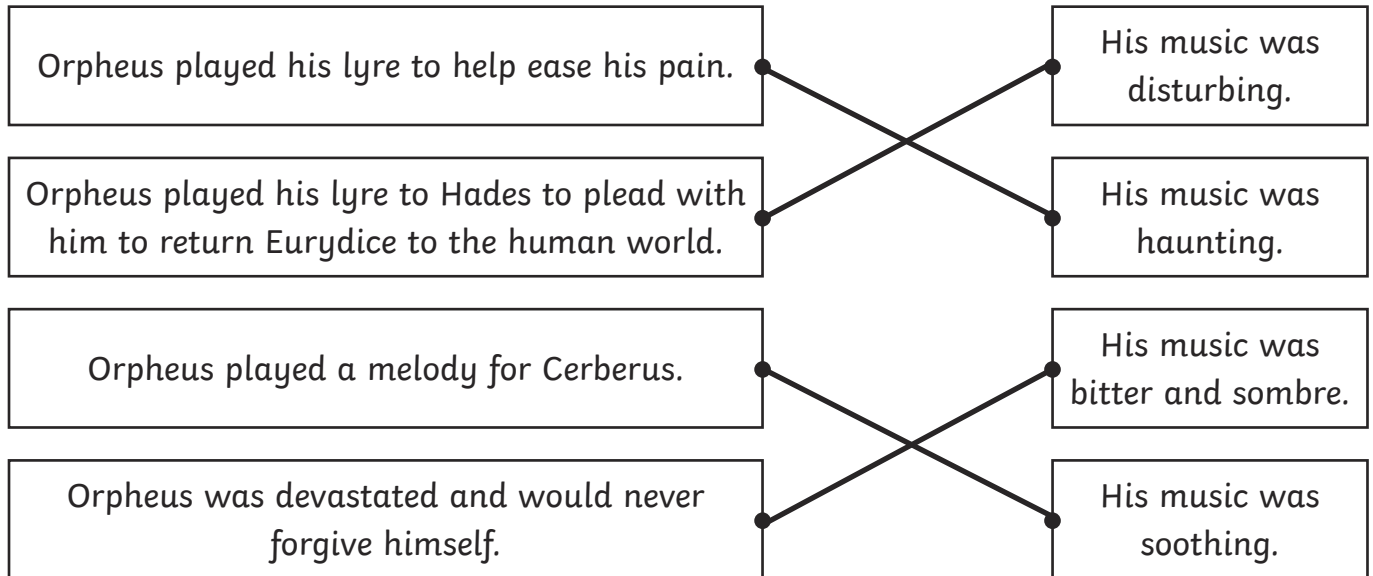 Orpheus played his lyre to help ease his pain.
His music was
disturbing.
Orpheus played his lyre to Hades to plead with
him to return Eurydice to the human world.
His music was
haunting.
Orpheus played a melody for Cerberus.
His music was
bitter and sombre.
Orpheus was devastated and would never
forgive himself.
His music was
soothing.